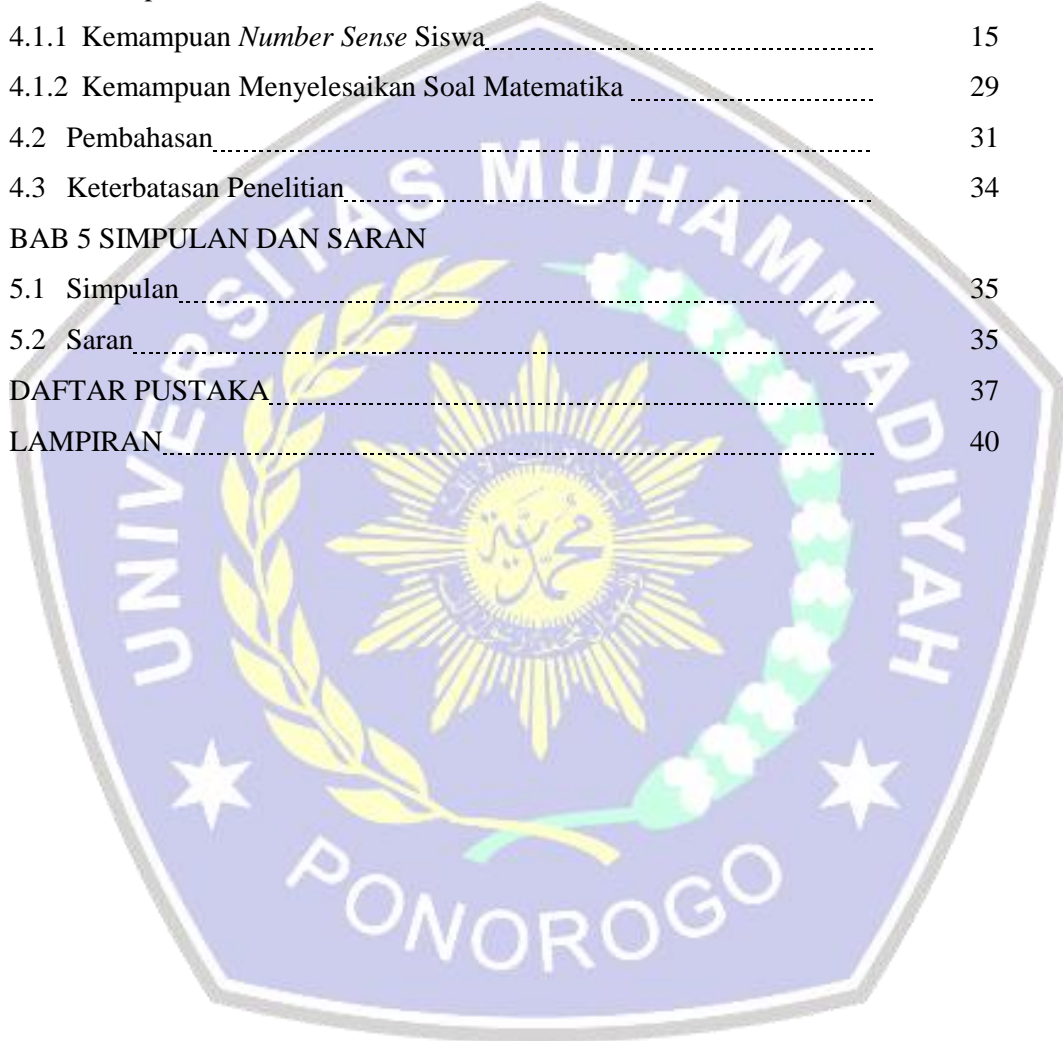 4.1.1 Kemampuan Number Sense Siswa 15
4.1.2 Kemampuan Menyelesaikan Soal Matematika 29
4.2 Pembahasan 31
4.3 Keterbatasan Penelitian 34
BAB 5 SIMPULAN DAN SARAN
5.1 Simpulan 35
5.2 Saran 35
DAFTAR PUSTAKA 37
LAMPIRAN 40
UNIVERSITAS MUHAMMADIYAH
PONOROGO